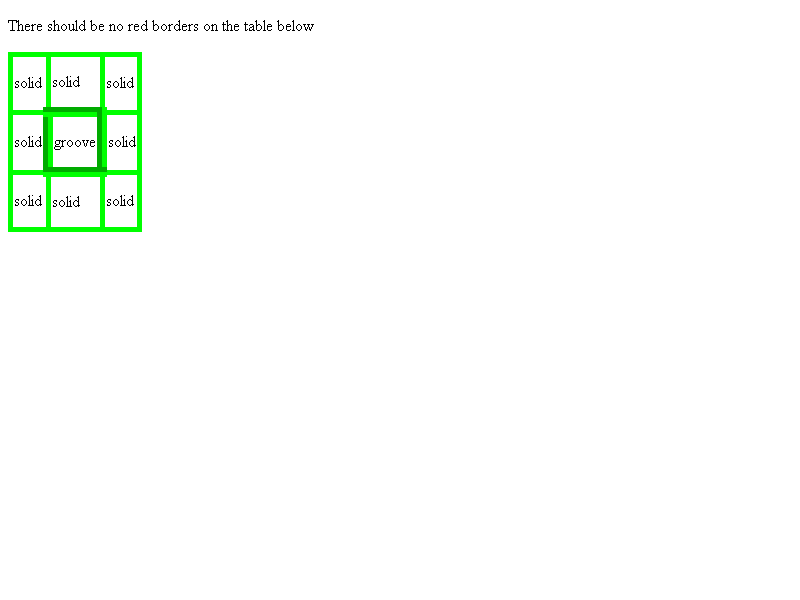 There should be no red borders on the table below
solid solid solid
solid groove solid
solid solid solid